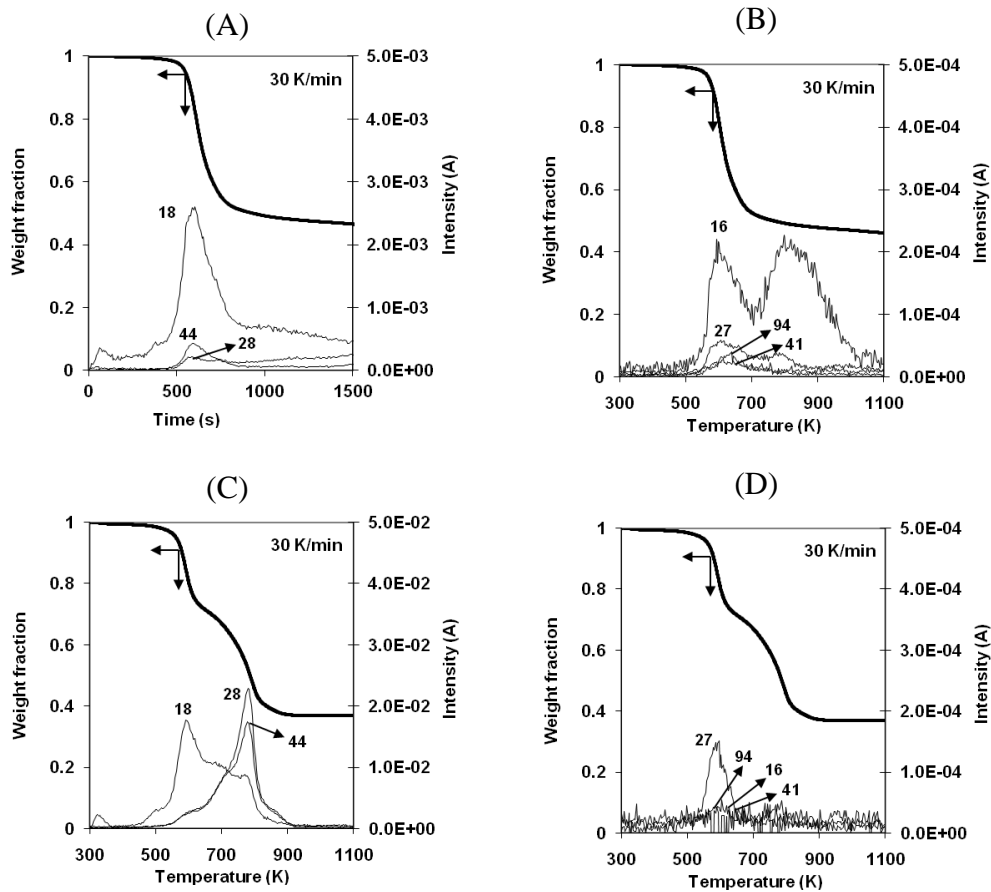 (A)
30 K/min
Weight fraction
Intensity (A)
1
0.8
0.6
0.4
0.2
0
5.0E-03
4.0E-03
3.0E-03
2.0E-03
1.0E-03
0.0E+00
18
44
28
0
500
1000
1500
Time (s)
(B)
30 K/min
Weight fraction
Intensity (A)
1
0.8
0.6
0.4
0.2
0
5.0E-04
4.0E-04
3.0E-04
2.0E-04
1.0E-04
0.0E+00
16
27
94
41
300
500
700
900
1100
Temperature (K)
(C)
30 K/min
Weight fraction
Intensity (A)
1
0.8
0.6
0.4
0.2
0
5.0E-02
4.0E-02
3.0E-02
2.0E-02
1.0E-02
0.0E+00
18
28
44
300
500
700
900
1100
Temperature (K)
(D)
30 K/min
Weight fraction
Intensity (A)
1
0.8
0.6
0.4
0.2
0
5.0E-04
4.0E-04
3.0E-04
2.0E-04
1.0E-04
0.0E+00
27
94
16
41
300
500
700
900
1100
Temperature (K)